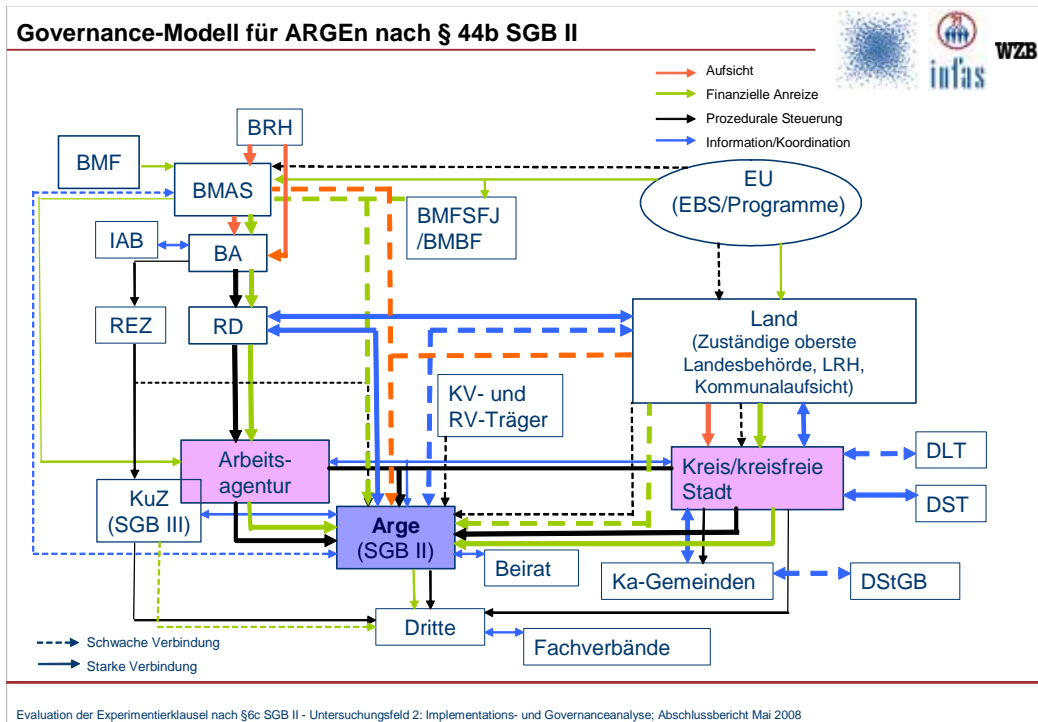 Governance-Modell für ARGEn nach § 44b SGB II
infas
WZB
Aufsicht
Finanzielle Anreize
Prozedurale Steuerung
Information/Koordination
BRH
BMF
BMAS
EU
(EBS/Programme)
BMFSFJ
/BMBF
IAB
BA
REZ
RD
Land
(Zuständige oberste
Landesbehörde, LRH,
Kommunalaufsicht)
KV- und
RV-Träger
Arbeits-
agentur
Kreis/kreisfreie
Stadt
DLT
DST
KuZ
(SGB III)
Arge
(SGB II)
Beirat
Ka-Gemeinden
DStGB
Dritte
Fachverbände
Schwache Verbindung
Starke Verbindung
Evaluation der Experimentierklausel nach §6c SGB II - Untersuchungsfeld 2: Implementations- und Governanceanalyse; Abschlussbericht Mai 2008